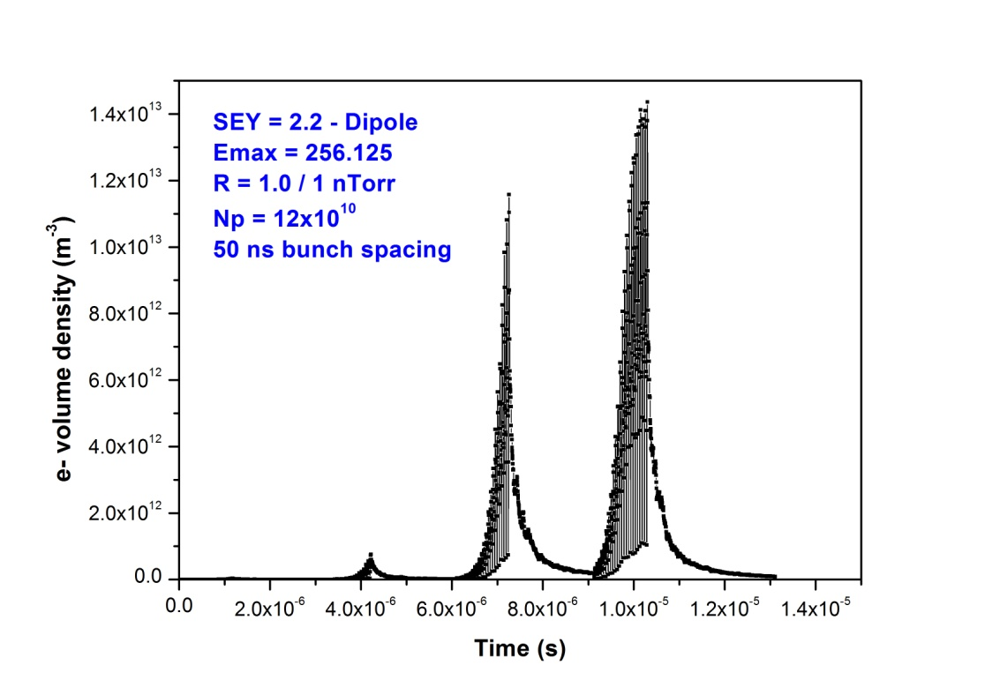 SEY = 2.2 - Dipole
Emax = 256.125
R = 1.0 / 1 nTorr
Np = 12x10^10
50 ns bunch spacing
e- volume density (m^-3)
1.4x10^13
1.2x10^13
1.0x10^13
8.0x10^12
6.0x10^12
4.0x10^12
2.0x10^12
0.0
0.0 2.0x10^-6 4.0x10^-6 6.0x10^-6 8.0x10^-6 1.0x10^-5 1.2x10^-5 1.4x10^-5
Time (s)